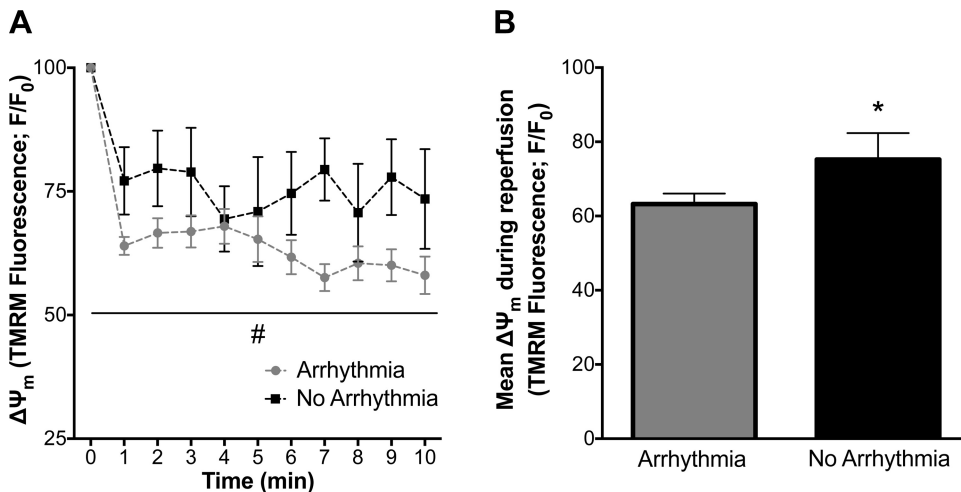 A
ΔΨm (TMRM Fluorescence; F/F0)
100
75
50
25
#
Arrhythmia
No Arrhythmia
0 1 2 3 4 5 6 7 8 9 10
Time (min)
B
Mean ΔΨm during reperfusion
(TMRM Fluorescence; F/F0)
100
80
60
40
20
0
*
Arrhythmia No Arrhythmia